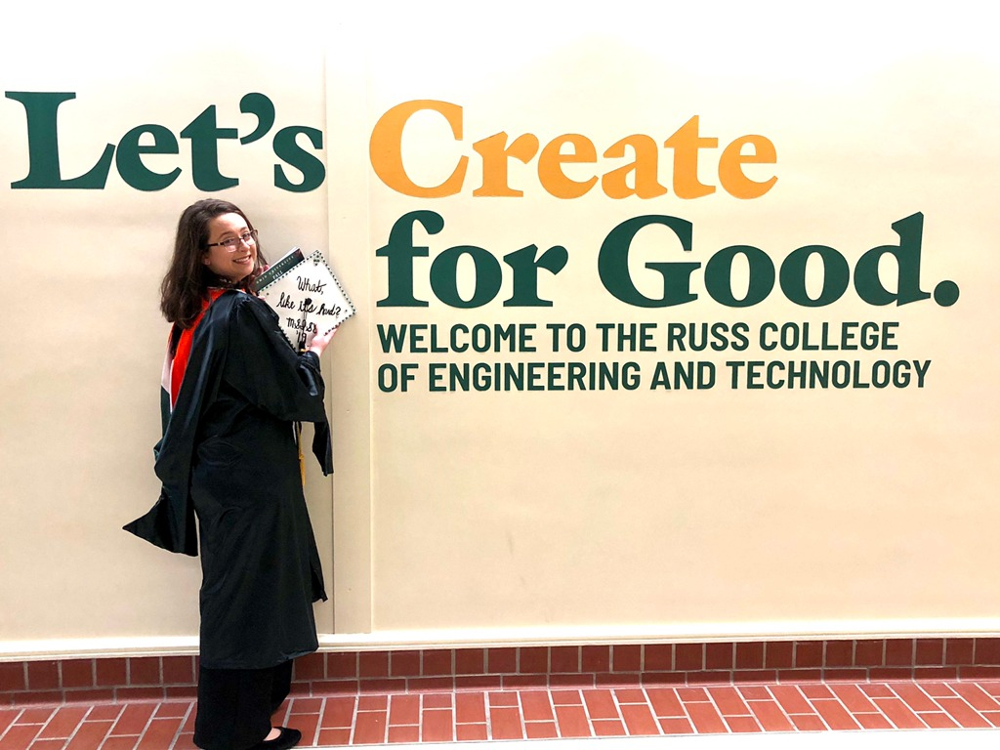 Let's Create
for Good.
WELCOME TO THE RUSS COLLEGE
OF ENGINEERING AND TECHNOLOGY
What,
like it's hard?